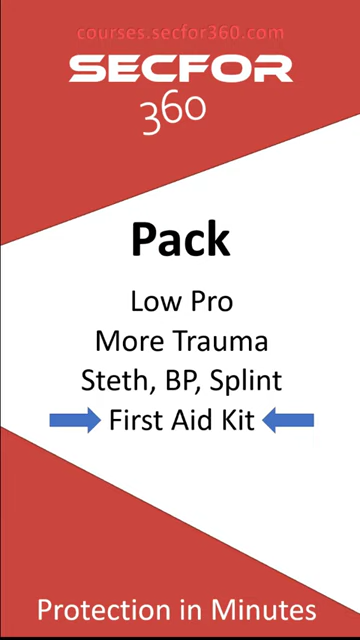 courses.secfor360.com
SECFOR
360
Pack
Low Pro
More Trauma
Steth, BP, Splint
First Aid Kit
Protection in Minutes